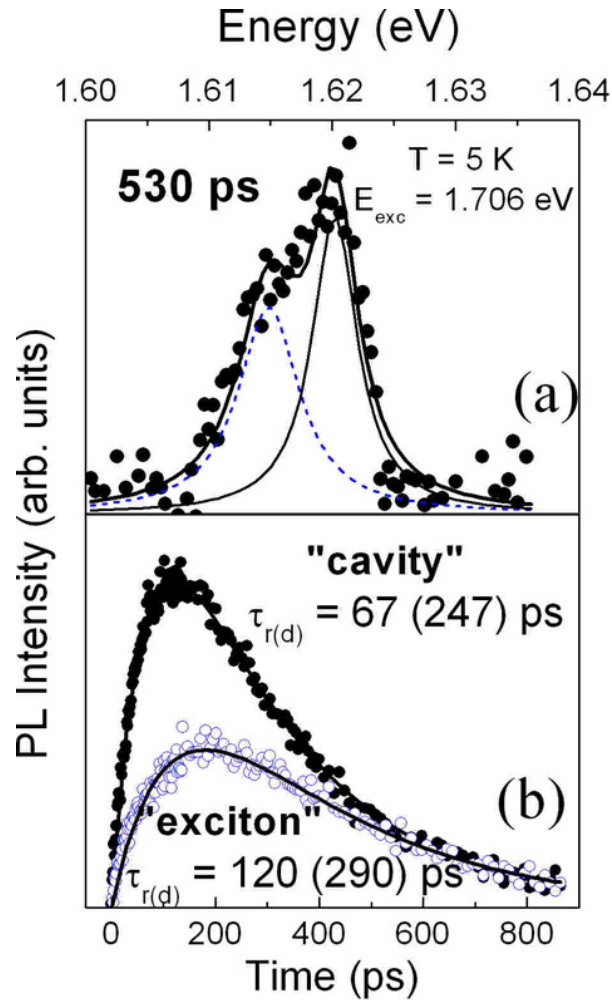 Energy (eV)
1.60 1.61 1.62 1.63 1.64
530 ps
T = 5 K
E_exc = 1.706 eV
(a)
PL Intensity (arb. units)
"cavity"
τ_r(d) = 67 (247) ps
(b)
"exciton"
τ_r(d) = 120 (290) ps
0 200 400 600 800
Time (ps)